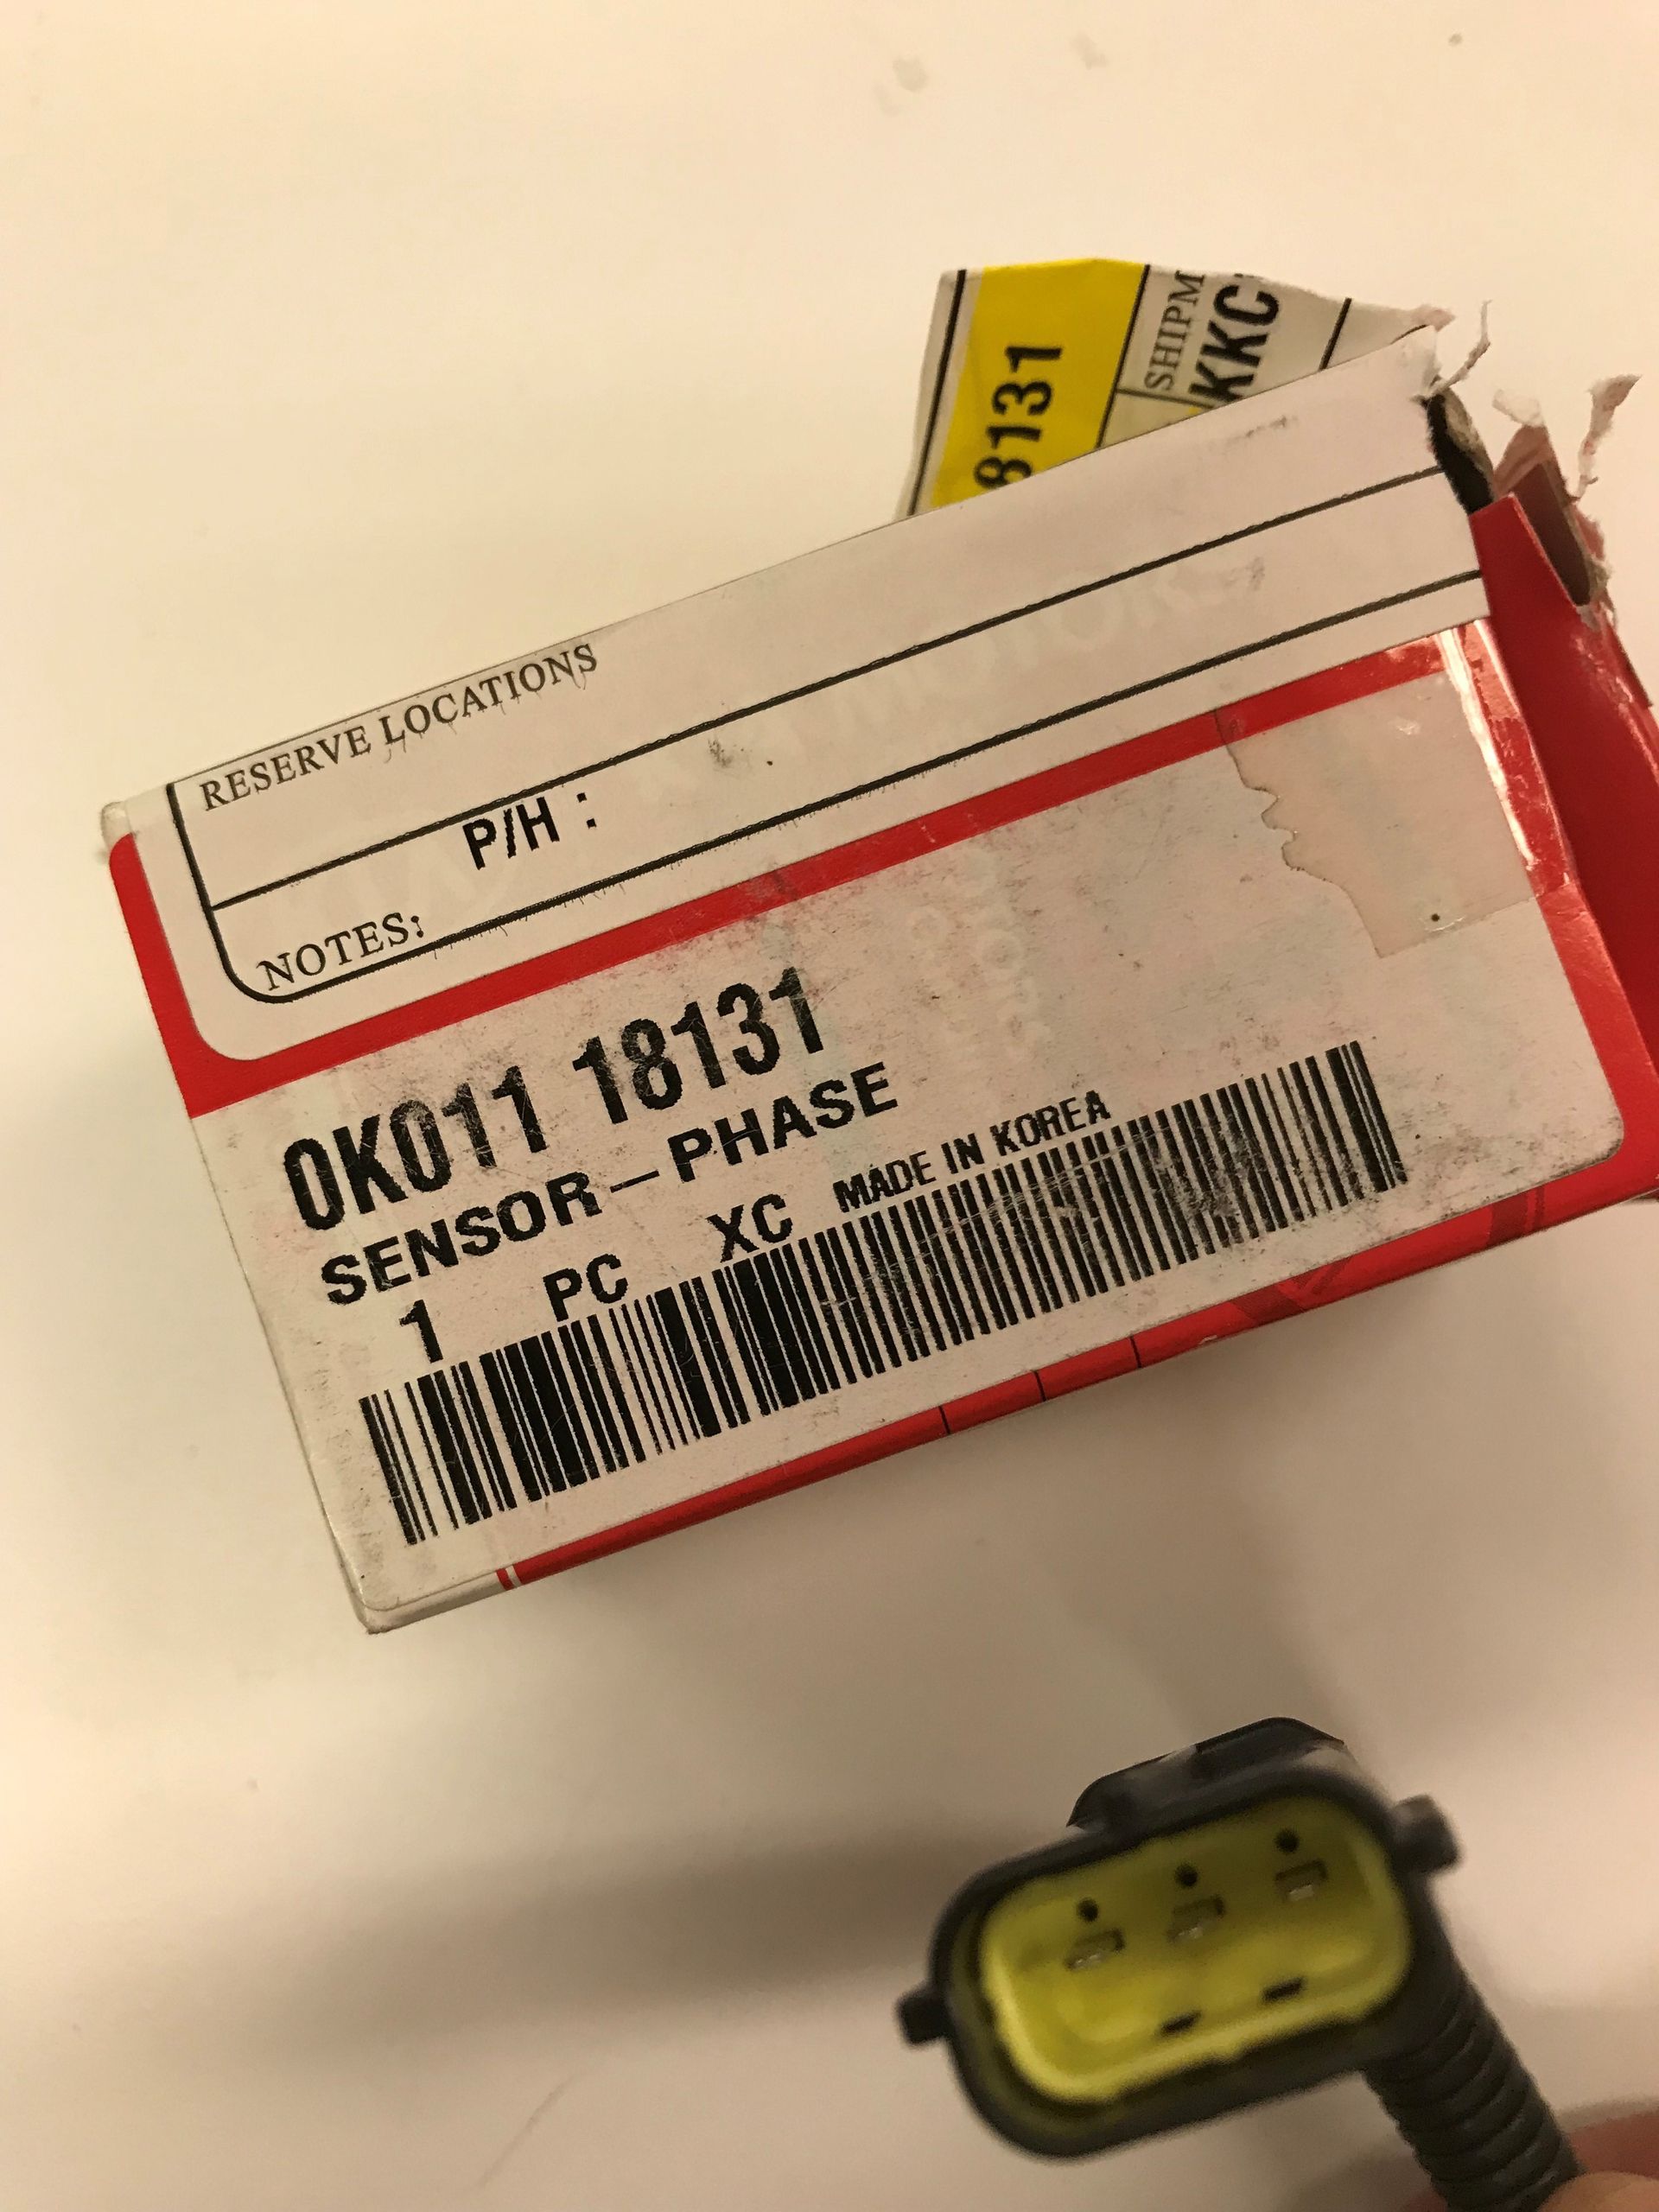 8131
SHIPM
KKC
RESERVE LOCATIONS
P/H :
NOTES:
0K011 18131
SENSOR-PHASE
1 PC XC MADE IN KOREA